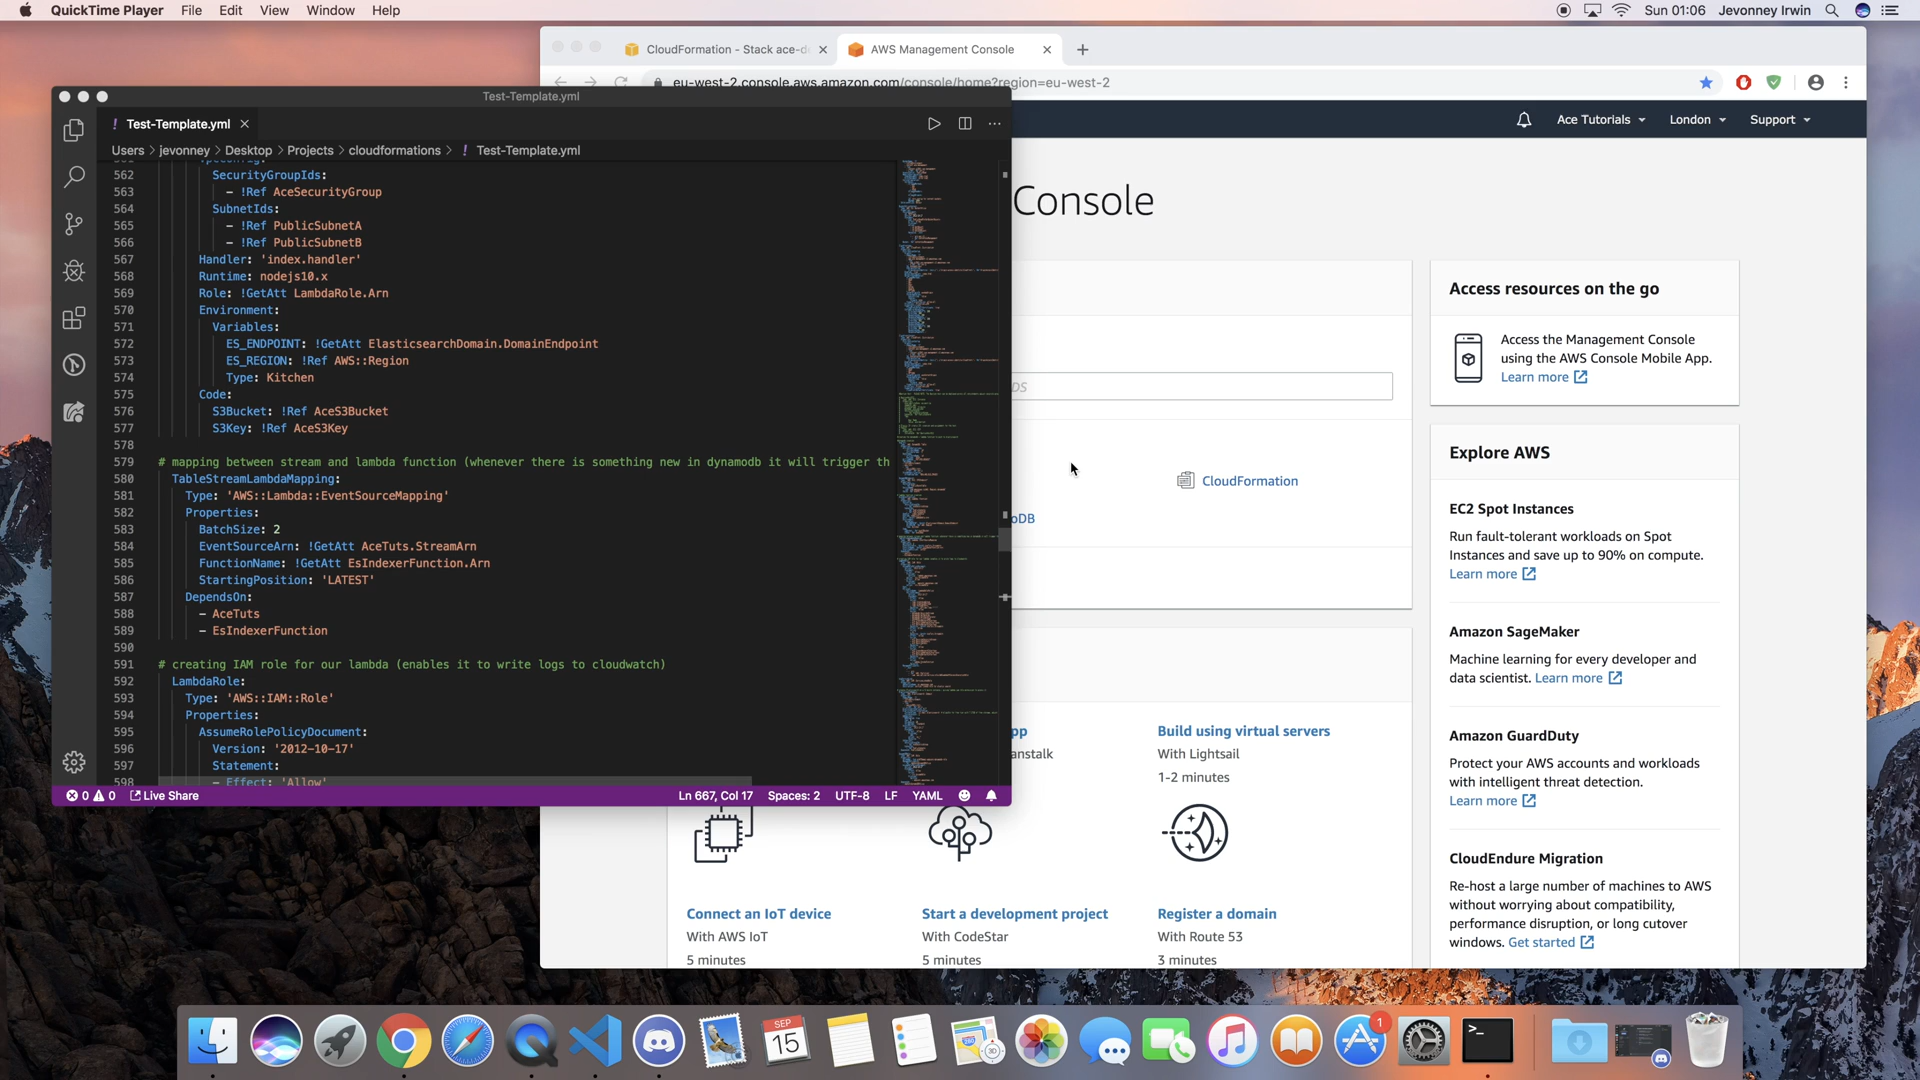 QuickTime Player File Edit View Window Help Sun 01:06 Jevonney Irwin
CloudFormation - Stack ace-d
AWS Management Console
eu-west-2.console.aws.amazon.com/console/home?region=eu-west-2
Ace Tutorials London Support
Console
Access resources on the go
Access the Management Console
using the AWS Console Mobile App.
Learn more
CloudFormation
oDB
Explore AWS
EC2 Spot Instances
Run fault-tolerant workloads on Spot
Instances and save up to 90% on compute.
Learn more
Amazon SageMaker
Machine learning for every developer and
data scientist. Learn more
Amazon GuardDuty
Protect your AWS accounts and workloads
with intelligent threat detection.
Learn more
CloudEndure Migration
Re-host a large number of machines to AWS
without worrying about compatibility,
performance disruption, or long cutover
windows. Get started
pp
anstalk
Build using virtual servers
With Lightsail
1-2 minutes
Connect an IoT device
With AWS IoT
5 minutes
Start a development project
With CodeStar
5 minutes
Register a domain
With Route 53
3 minutes
Test-Template.yml
! Test-Template.yml
Users > jevonney > Desktop > Projects > cloudformations > ! Test-Template.yml
562 SecurityGroupIds:
563 - !Ref AceSecurityGroup
564 SubnetIds:
565 - !Ref PublicSubnetA
566 - !Ref PublicSubnetB
567 Handler: 'index.handler'
568 Runtime: nodejs10.x
569 Role: !GetAtt LambdaRole.Arn
570 Environment:
571 Variables:
572 ES_ENDPOINT: !GetAtt ElasticsearchDomain.DomainEndpoint
573 ES_REGION: !Ref AWS::Region
574 Type: Kitchen
575 Code:
576 S3Bucket: !Ref AceS3Bucket
577 S3Key: !Ref AceS3Key
578
579 # mapping between stream and lambda function (whenever there is something new in dynamodb it will trigger th
580 TableStreamLambdaMapping:
581 Type: 'AWS::Lambda::EventSourceMapping'
582 Properties:
583 BatchSize: 2
584 EventSourceArn: !GetAtt AceTuts.StreamArn
585 FunctionName: !GetAtt EsIndexerFunction.Arn
586 StartingPosition: 'LATEST'
587 DependsOn:
588 - AceTuts
589 - EsIndexerFunction
590
591 # creating IAM role for our lambda (enables it to write logs to cloudwatch)
592 LambdaRole:
593 Type: 'AWS::IAM::Role'
594 Properties:
595 AssumeRolePolicyDocument:
596 Version: '2012-10-17'
597 Statement:
598 - Effect: 'Allow'
0 0 Live Share Ln 667, Col 17 Spaces: 2 UTF-8 LF YAML
SEP
15
1